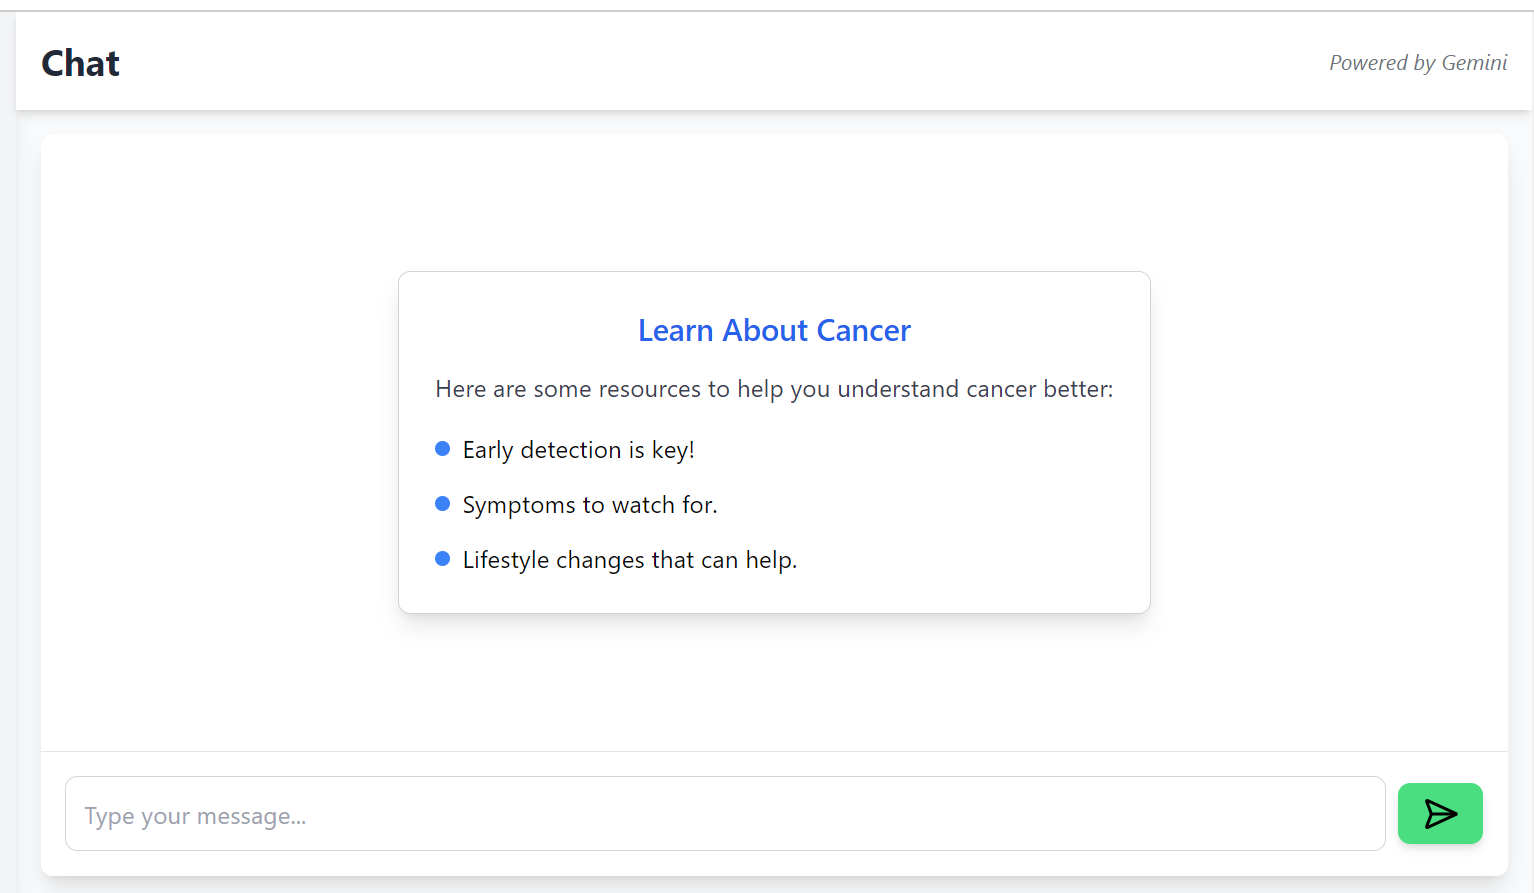 Chat
Powered by Gemini
Learn About Cancer
Here are some resources to help you understand cancer better:
Early detection is key!
Symptoms to watch for.
Lifestyle changes that can help.
Type your message...